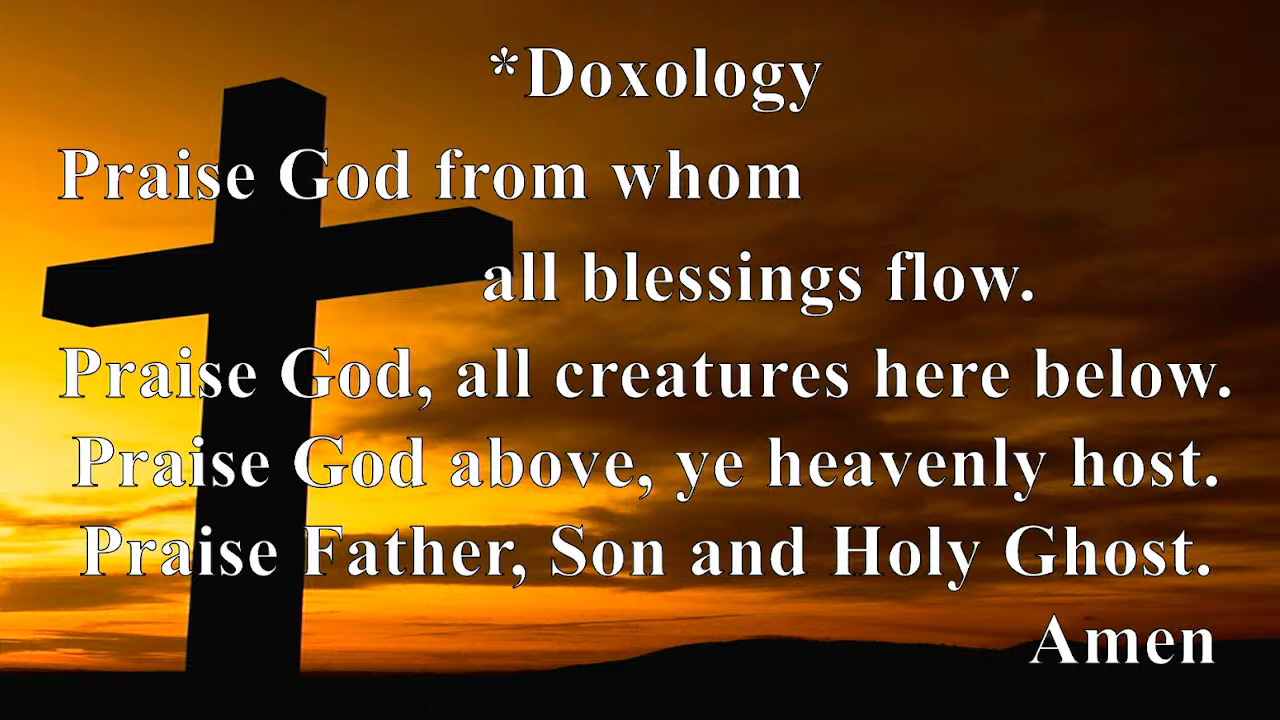 *Doxology
Praise God from whom
all blessings flow.
Praise God, all creatures here below.
Praise God above, ye heavenly host.
Praise Father, Son and Holy Ghost.
Amen